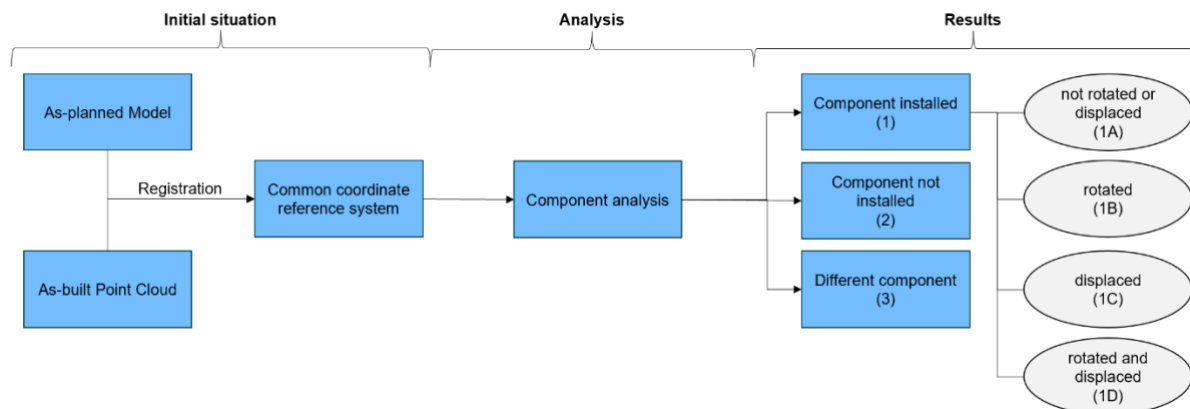 Initial situation
Analysis
Results
As-planned Model
Registration
As-built Point Cloud
Common coordinate
reference system
Component analysis
Component installed
(1)
Component not
installed
(2)
Different component
(3)
not rotated or
displaced
(1A)
rotated
(1B)
displaced
(1C)
rotated and
displaced
(1D)